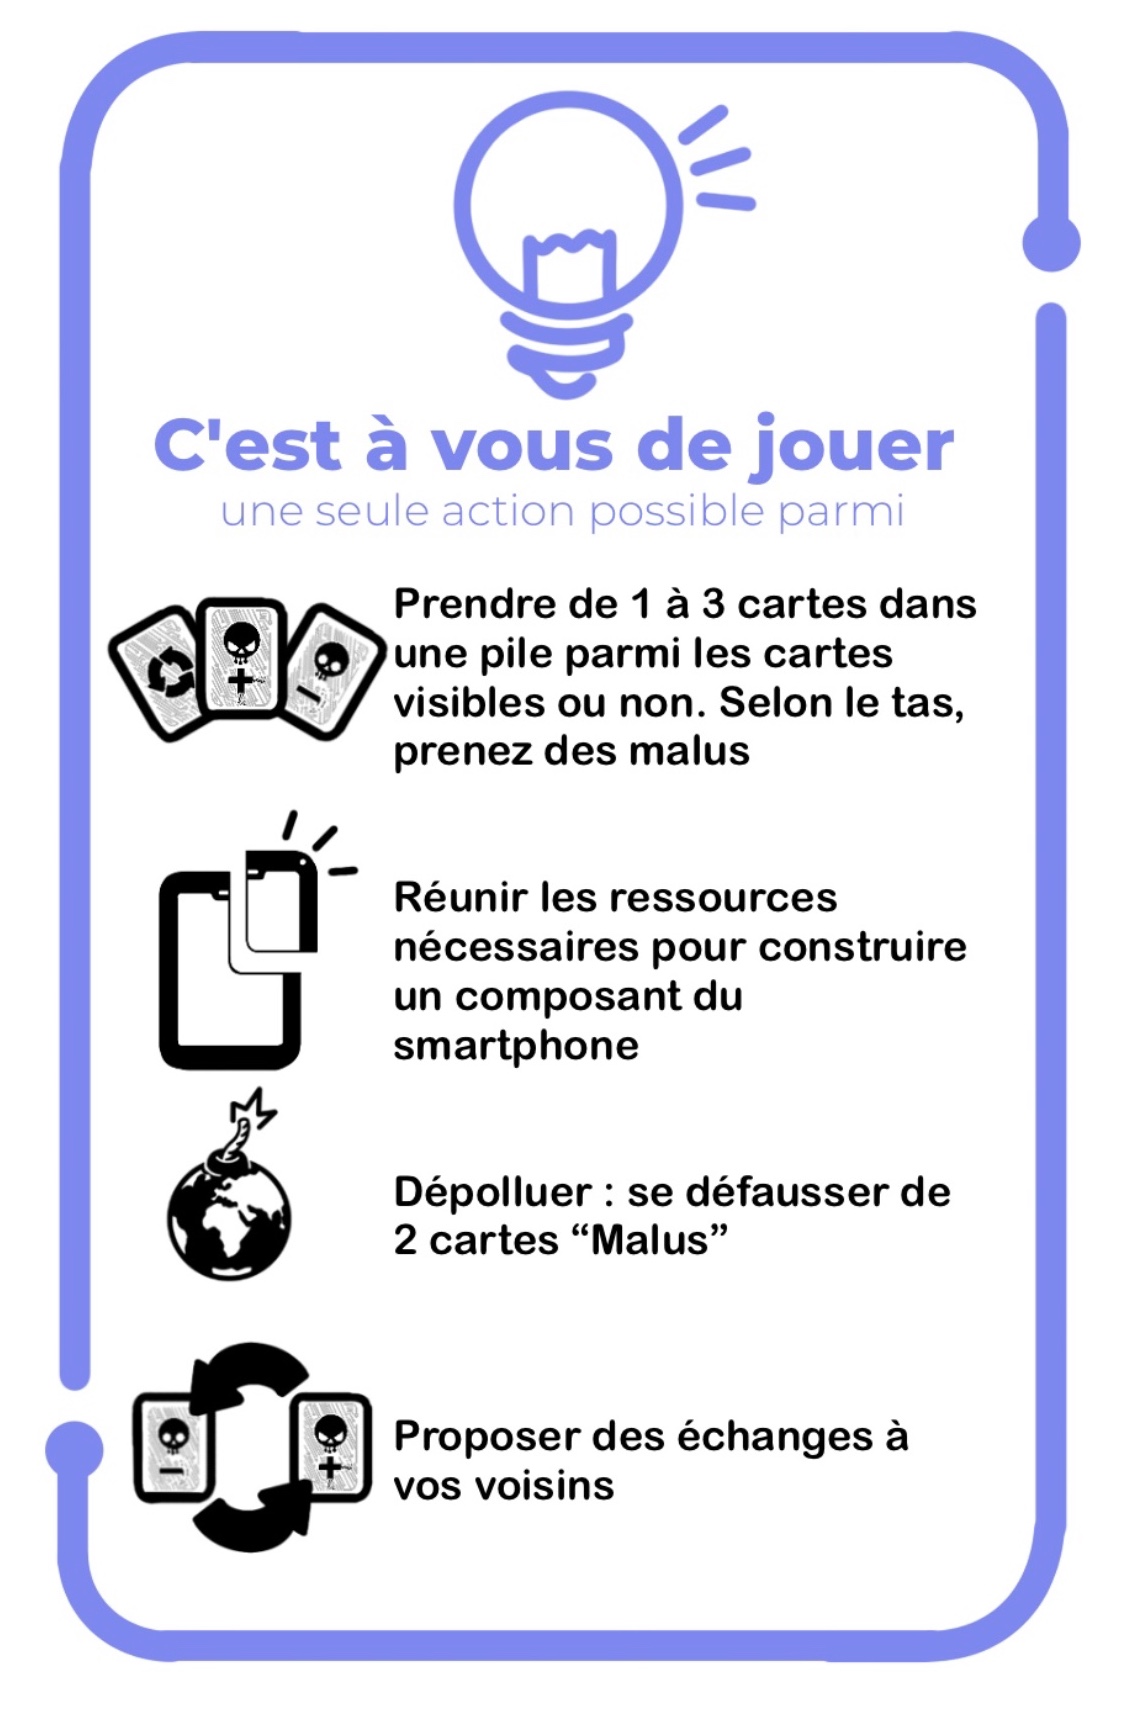 C'est à vous de jouer
une seule action possible parmi
Prendre de 1 à 3 cartes dans
une pile parmi les cartes
visibles ou non. Selon le tas,
prenez des malus
Réunir les ressources
nécessaires pour construire
un composant du
smartphone
Dépolluer : se défausser de
2 cartes “Malus”
Proposer des échanges à
vos voisins